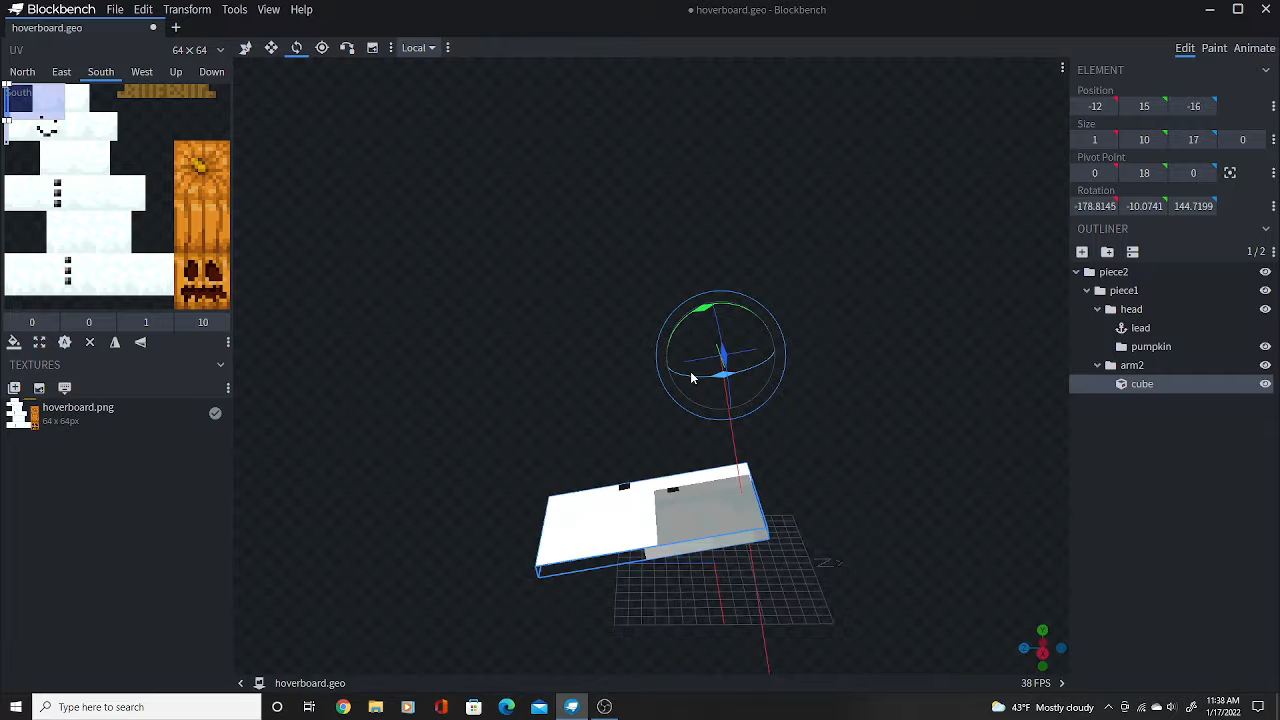 Blockbench File Edit Transform Tools View Help
● hoverboard.geo - Blockbench
hoverboard.geo
UV 64 × 64
North East South West Up Down
South
0 0 1 10
TEXTURES
hoverboard.png
64 x 64px
Local
Edit Paint Animate
ELEMENT
Position
-12 15 -16
Size
1 10 17 0
Pivot Point
0 18 0
Rotation
-178.8145 -10.0741 144.7199
OUTLINER
1/2
piece2
piece1
head
lead
pumpkin
arm2
cube
N
Y
Z
X
hoverboard.geo
38 FPS
Type here to search
43°F Mostly cloudy
11:38 AM
1/17/2022